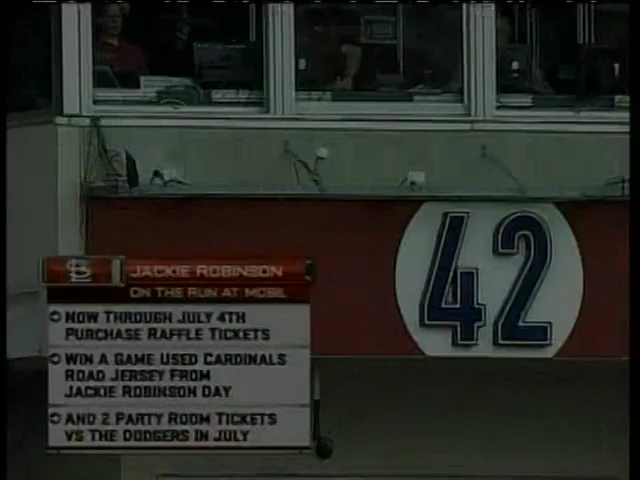 42
JACKIE ROBINSON
ON THE RUN AT MOBIL
NOW THROUGH JULY 4TH
PURCHASE RAFFLE TICKETS
WIN A GAME USED CARDINALS
ROAD JERSEY FROM
JACKIE ROBINSON DAY
AND 2 PARTY ROOM TICKETS
VS THE DODGERS IN JULY